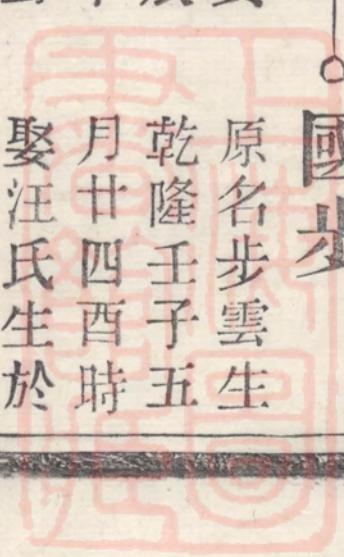 國步
原名步雲生
乾隆壬子五
月廿四酉時
娶汪氏生於